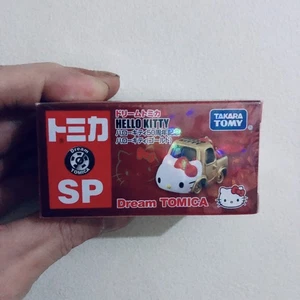 トミカ
Dream
TOMICA
SP
ドリームトミカ
HELLO KITTY
TAKARA
TOMY
Dream TOMICA